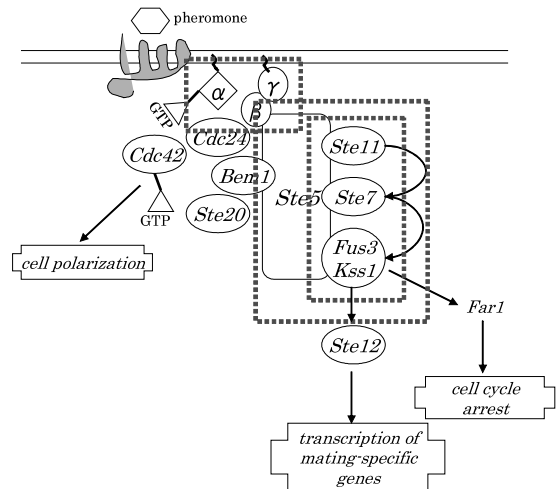 pheromone
α
γ
GTP
β
Cdc24
Cdc42
Ste11
Bem1
Ste5
Ste7
GTP
Ste20
Fus3
Kss1
cell polarization
Far1
Ste12
cell cycle
arrest
transcription of
mating-specific
genes